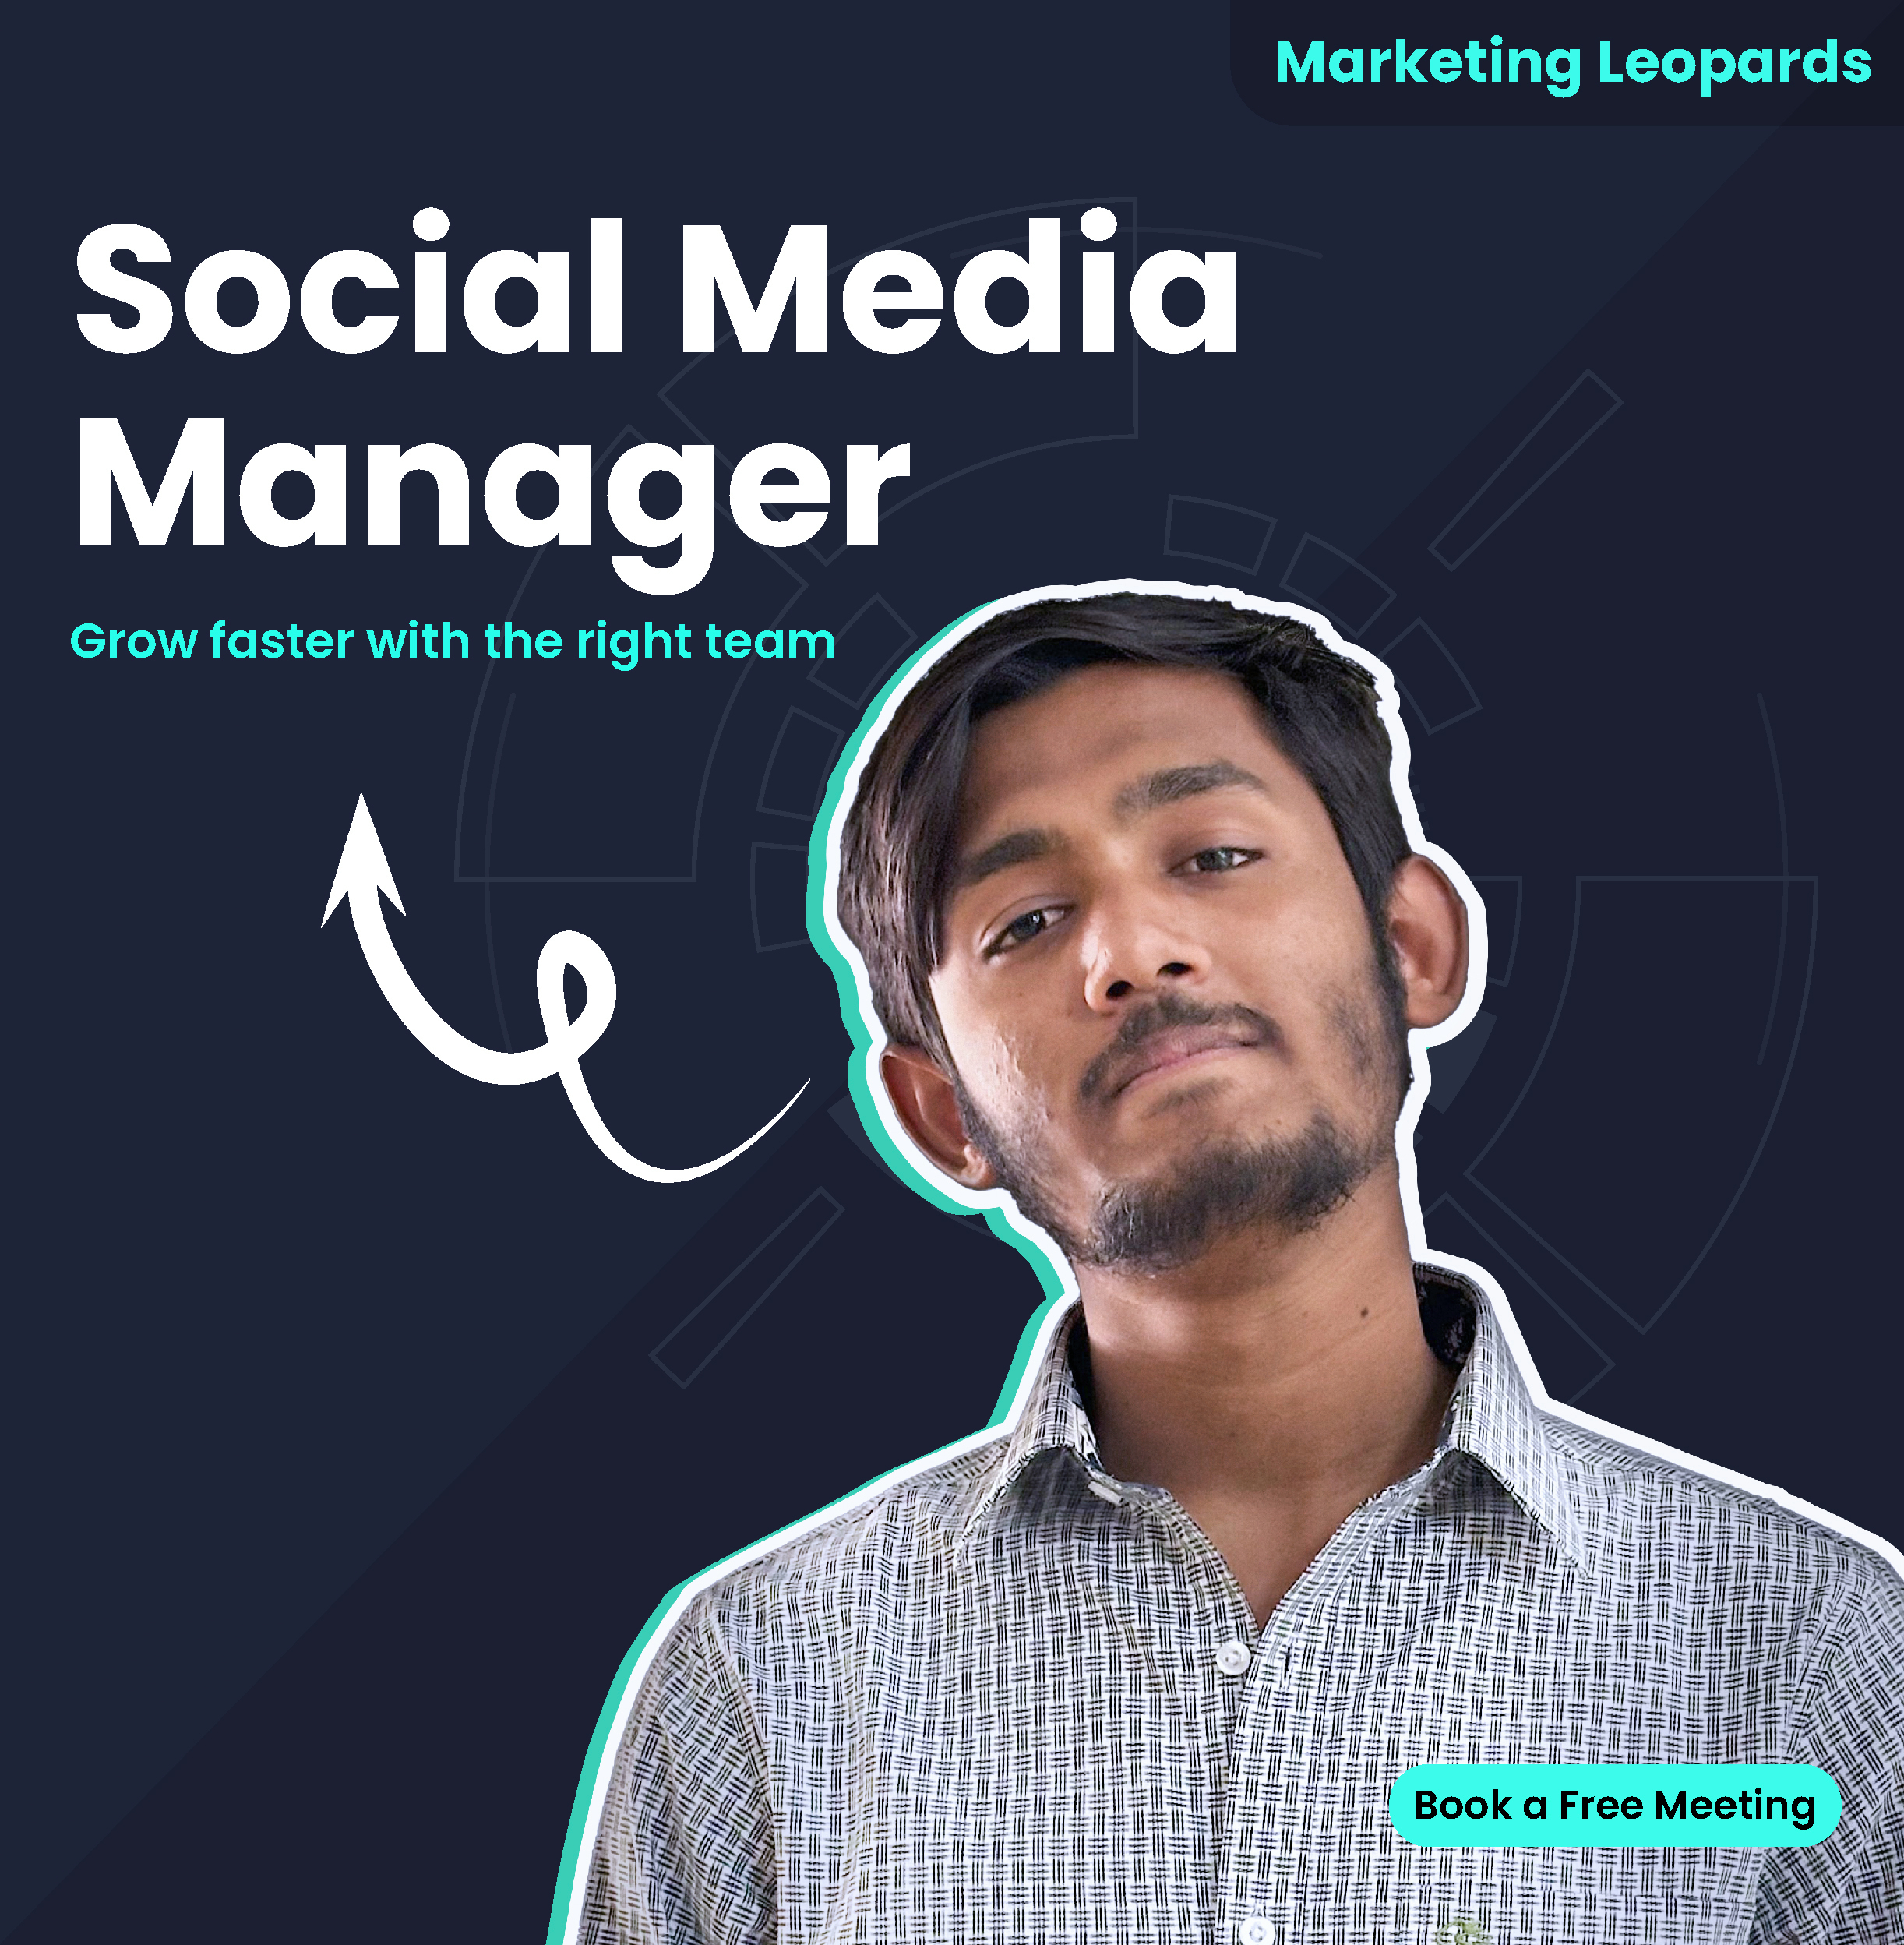 Marketing Leopards
Social Media
Manager
Grow faster with the right team
Book a Free Meeting